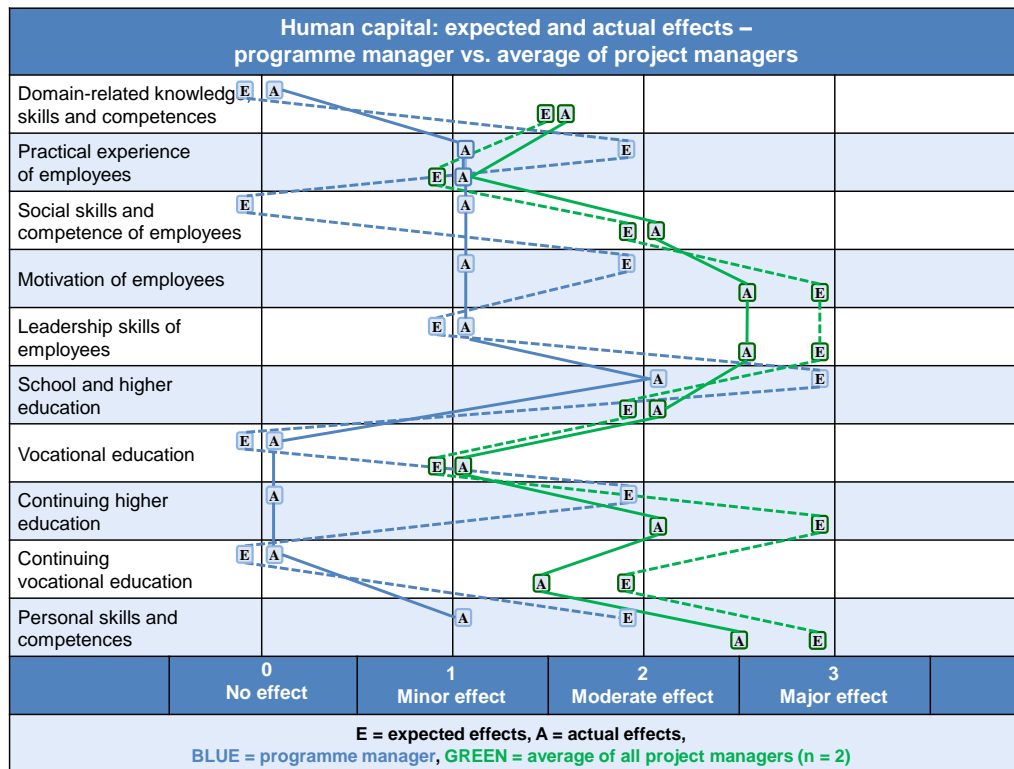 Human capital: expected and actual effects –
programme manager vs. average of project managers
Domain-related knowledge, E A
skills and competences E A
Practical experience A E
of employees E A
Social skills and E A
competence of employees E A
Motivation of employees A E
A E
Leadership skills of E A
employees A E
School and higher A E
education E A
Vocational education E A
E A
Continuing higher A E
education A E
Continuing E A
vocational education A E
Personal skills and A E
competences A E
0 1 2 3
No effect Minor effect Moderate effect Major effect
E = expected effects, A = actual effects,
BLUE = programme manager, GREEN = average of all project managers (n = 2)